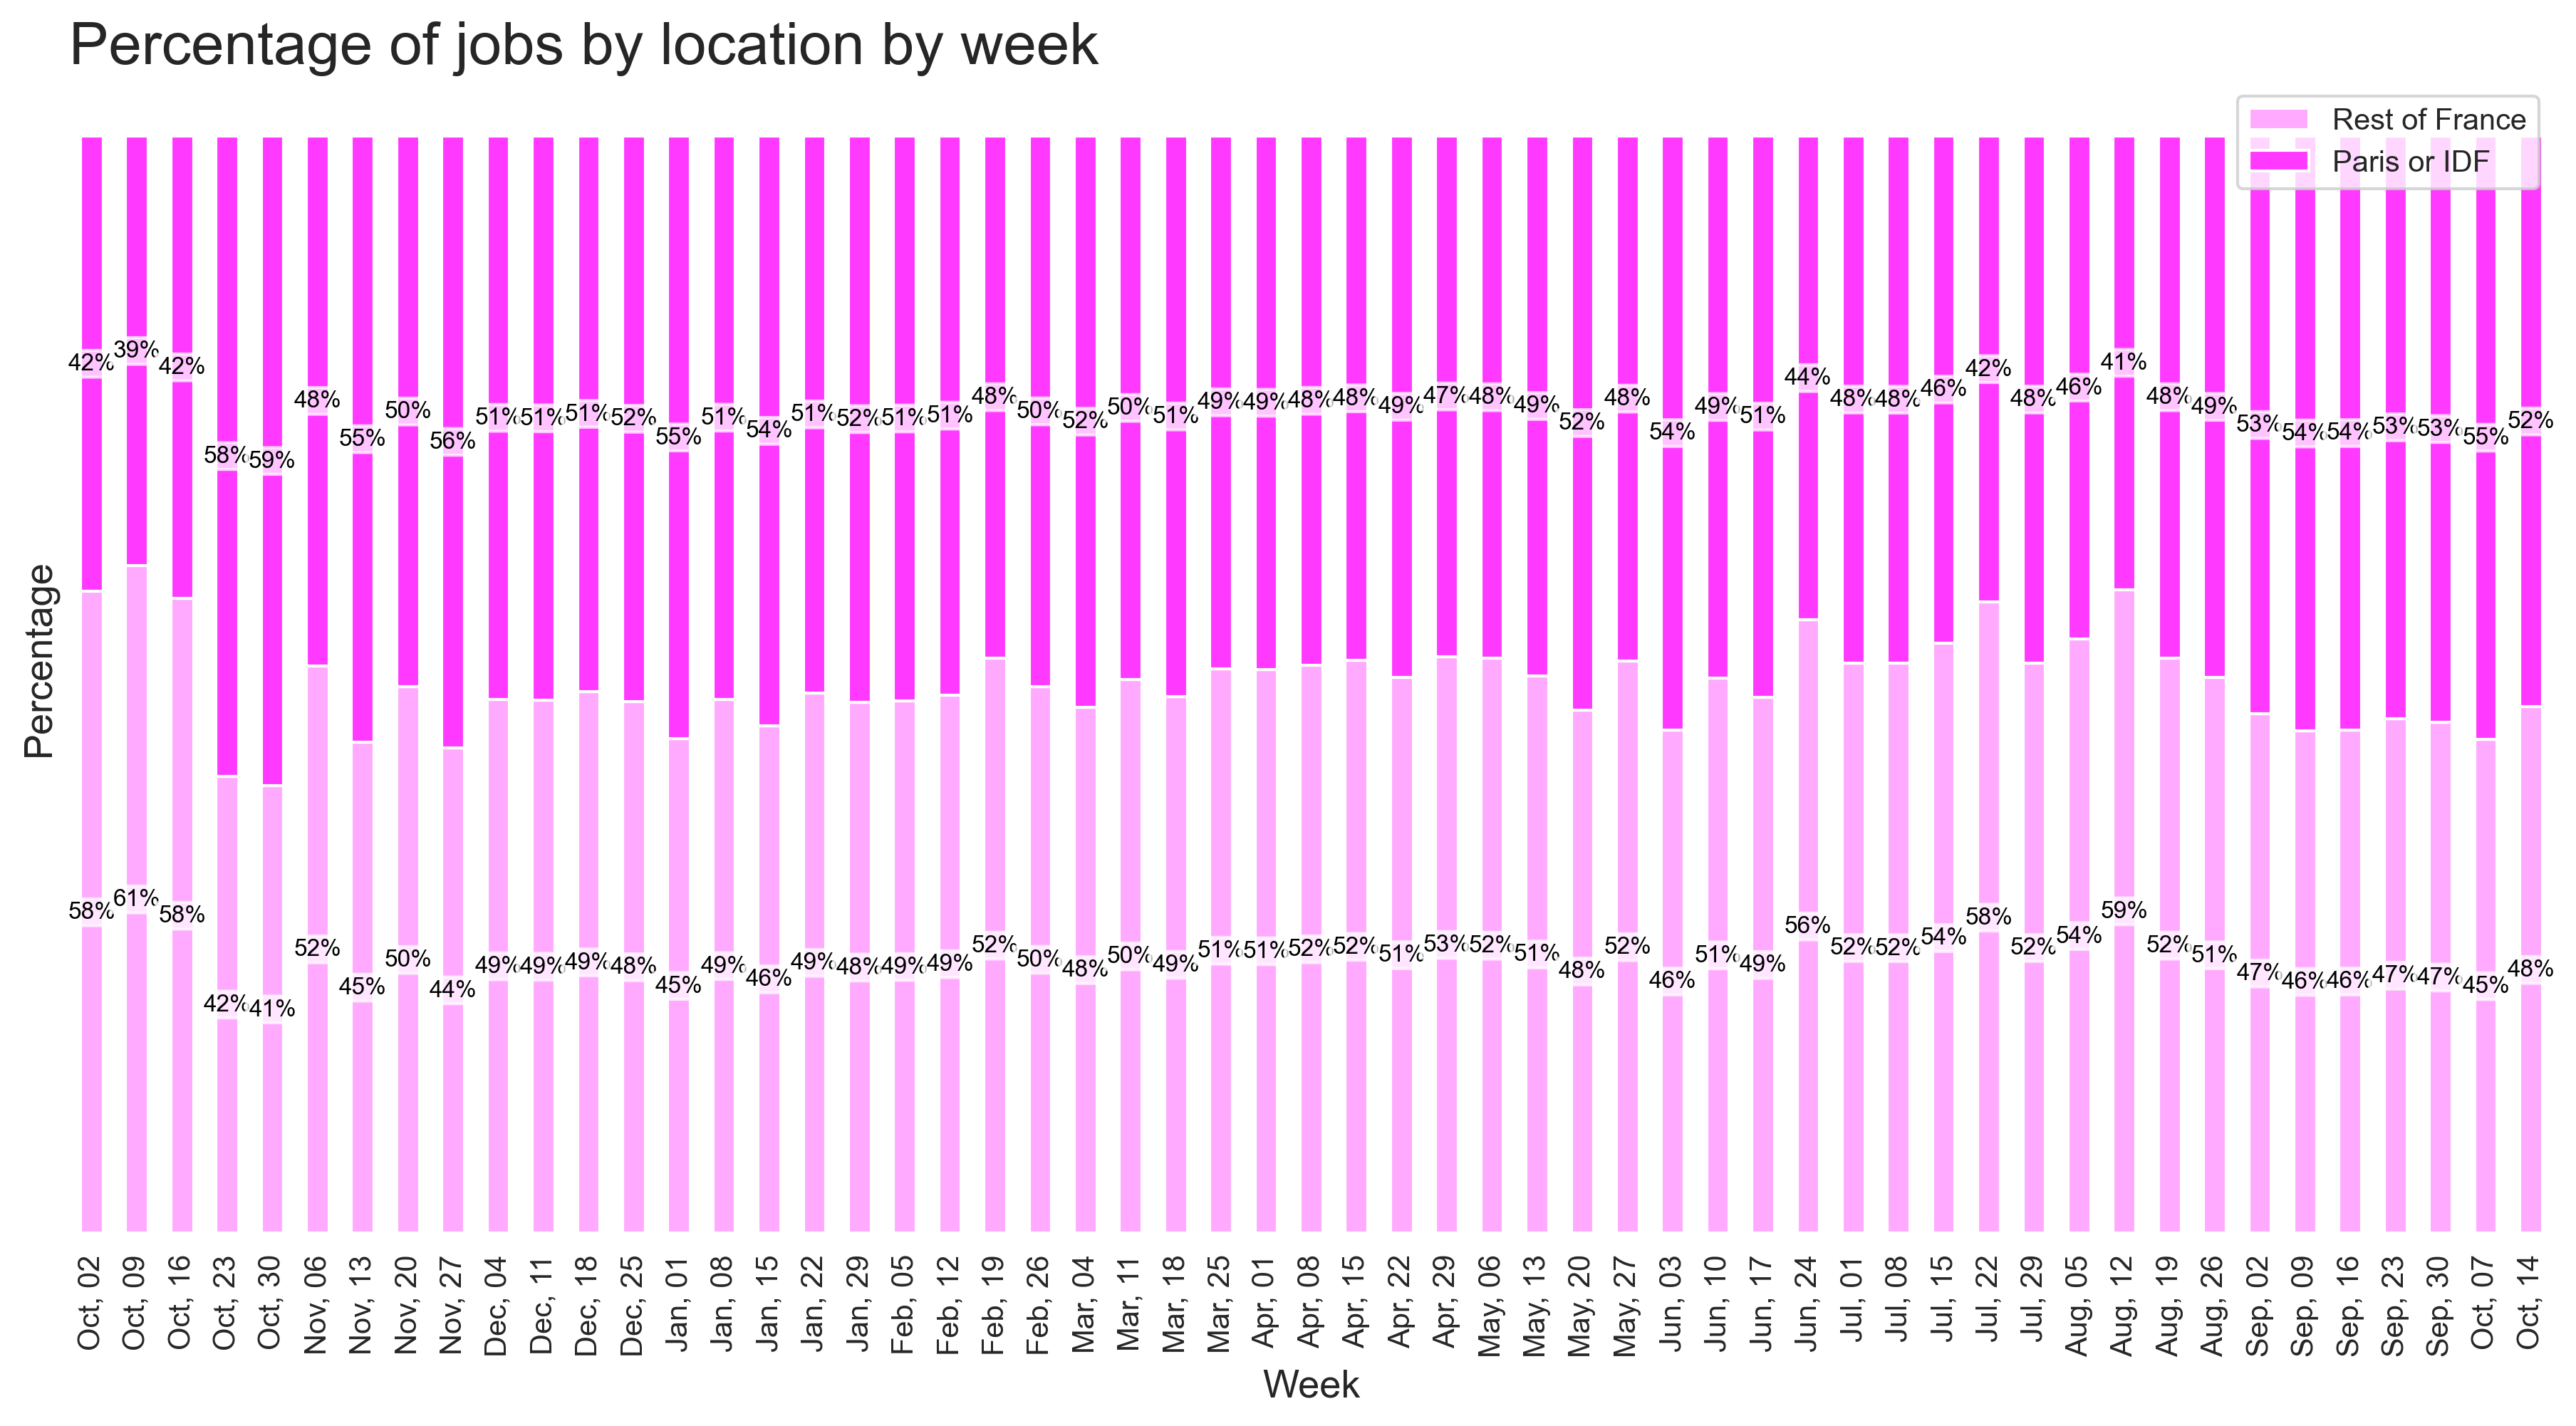 Percentage of jobs by location by week
Rest of France
Paris or IDF
Percentage
42% 39% 42% 58% 59% 48% 55% 50% 56% 51% 51% 51% 52% 55% 51% 54% 51% 52% 51% 51% 48% 50% 52% 50% 51% 49% 49% 48% 48% 49% 47% 48% 49% 52% 48% 54% 49% 51% 44% 48% 48% 46% 42% 48% 46% 41% 48% 49% 53% 54% 54% 53% 53% 55% 52%
58% 61% 58% 42% 41% 52% 45% 50% 44% 49% 49% 49% 48% 45% 49% 46% 49% 48% 49% 49% 52% 50% 48% 50% 49% 51% 51% 52% 52% 51% 53% 52% 51% 48% 52% 46% 51% 49% 56% 52% 52% 54% 58% 52% 54% 59% 52% 51% 47% 46% 46% 47% 47% 45% 48%
Oct, 02
Oct, 09
Oct, 16
Oct, 23
Oct, 30
Nov, 06
Nov, 13
Nov, 20
Nov, 27
Dec, 04
Dec, 11
Dec, 18
Dec, 25
Jan, 01
Jan, 08
Jan, 15
Jan, 22
Jan, 29
Feb, 05
Feb, 12
Feb, 19
Feb, 26
Mar, 04
Mar, 11
Mar, 18
Mar, 25
Apr, 01
Apr, 08
Apr, 15
Apr, 22
Apr, 29
May, 06
May, 13
May, 20
May, 27
Jun, 03
Jun, 10
Jun, 17
Jun, 24
Jul, 01
Jul, 08
Jul, 15
Jul, 22
Jul, 29
Aug, 05
Aug, 12
Aug, 19
Aug, 26
Sep, 02
Sep, 09
Sep, 16
Sep, 23
Sep, 30
Oct, 07
Oct, 14
Week